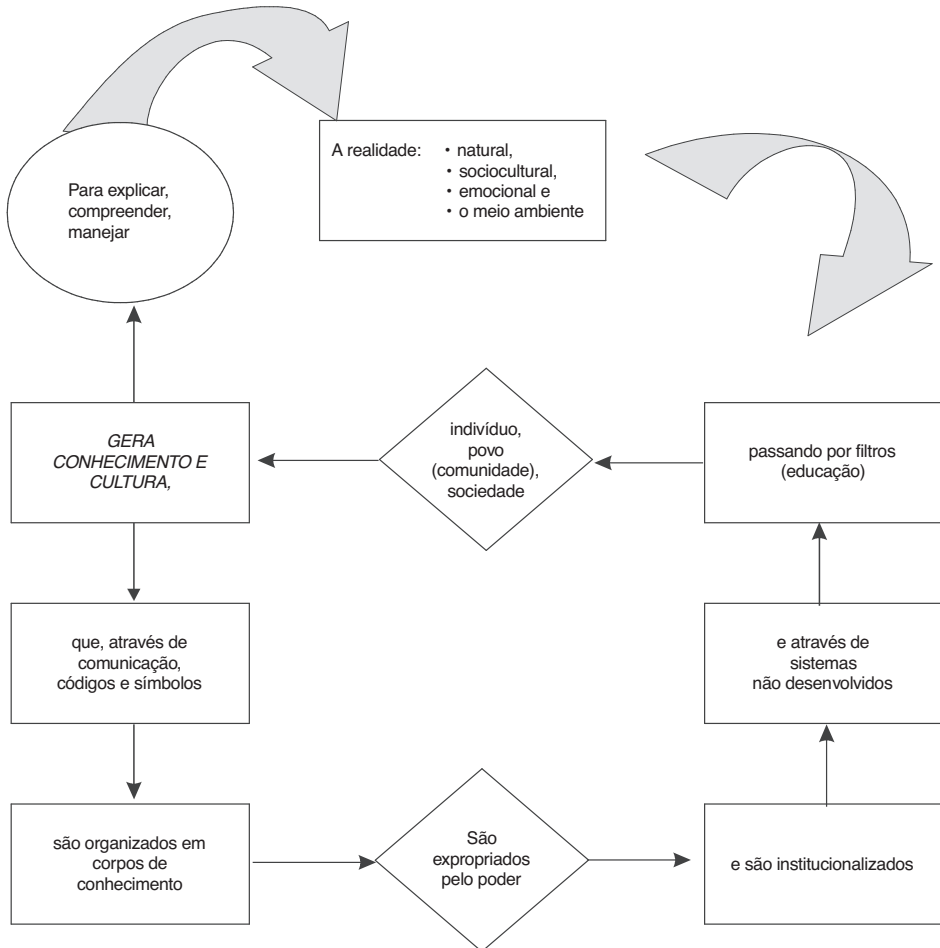 Para explicar,
compreender,
manejar
A realidade: • natural,
• sociocultural,
• emocional e
• o meio ambiente
GERA
CONHECIMENTO E
CULTURA,
indivíduo,
povo
(comunidade),
sociedade
passando por filtros
(educação)
que, através de
comunicação,
códigos e símbolos
e através de
sistemas
não desenvolvidos
são organizados em
corpos de
conhecimento
São
expropriados
pelo poder
e são institucionalizados